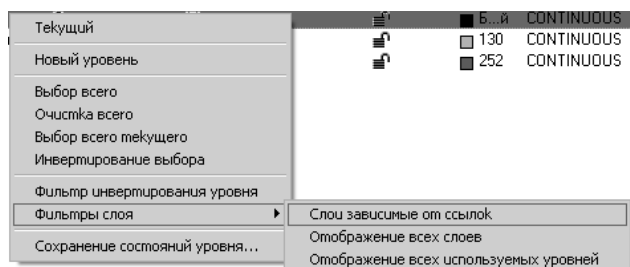 Текущий
Б...й CONTINUOUS
130 CONTINUOUS
Новый уровень
252 CONTINUOUS
Выбор всего
Очистка всего
Выбор всего текущего
Инвертирование выбора
Фильтр инвертирования уровня
Фильтры слоя
Слои зависимые от ссылок
Отображение всех слоев
Сохранение состояний уровня...
Отображение всех используемых уровней